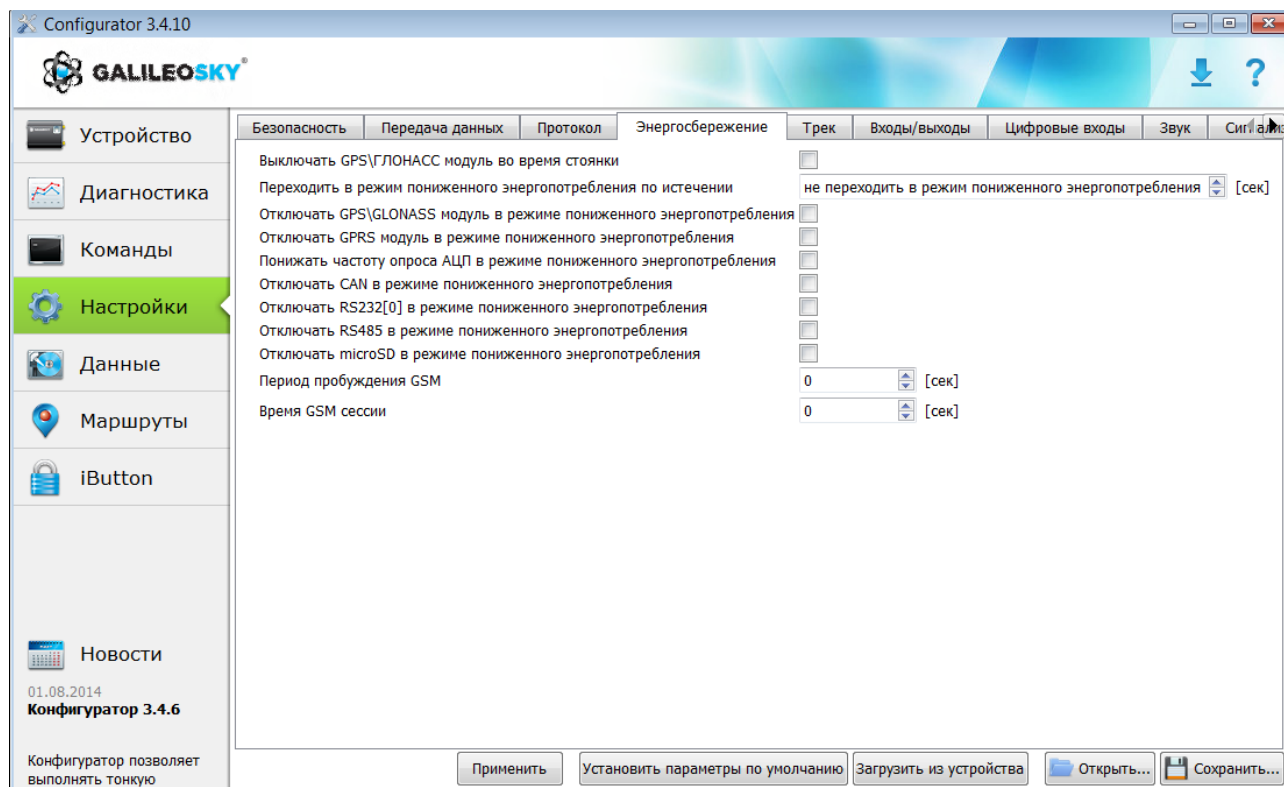 Configurator 3.4.10
GALILEOSKY®
?
Устройство
Диагностика
Команды
Настройки
Данные
Маршруты
iButton
Новости
01.08.2014
Конфигуратор 3.4.6
Конфигуратор позволяет
выполнять тонкую
Безопасность Передача данных Протокол Энергосбережение Трек Входы/выходы Цифровые входы Звук
Выключать GPS\ГЛОНАСС модуль во время стоянки
Переходить в режим пониженного энергопотребления по истечении не переходить в режим пониженного энергопотребления [сек]
Отключать GPS\GLONASS модуль в режиме пониженного энергопотребления
Отключать GPRS модуль в режиме пониженного энергопотребления
Понижать частоту опроса АЦП в режиме пониженного энергопотребления
Отключать CAN в режиме пониженного энергопотребления
Отключать RS232[0] в режиме пониженного энергопотребления
Отключать RS485 в режиме пониженного энергопотребления
Отключать microSD в режиме пониженного энергопотребления
Период пробуждения GSM 0 [сек]
Время GSM сессии 0 [сек]
Применить Установить параметры по умолчанию Загрузить из устройства Открыть... Сохранить...